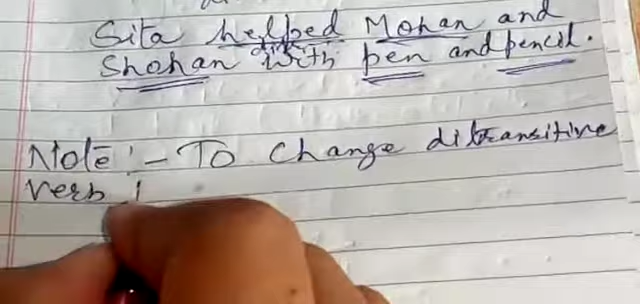 Sita helped Mohan and
Shohan with pen and pencil.
Note:- To change ditransitive
verb